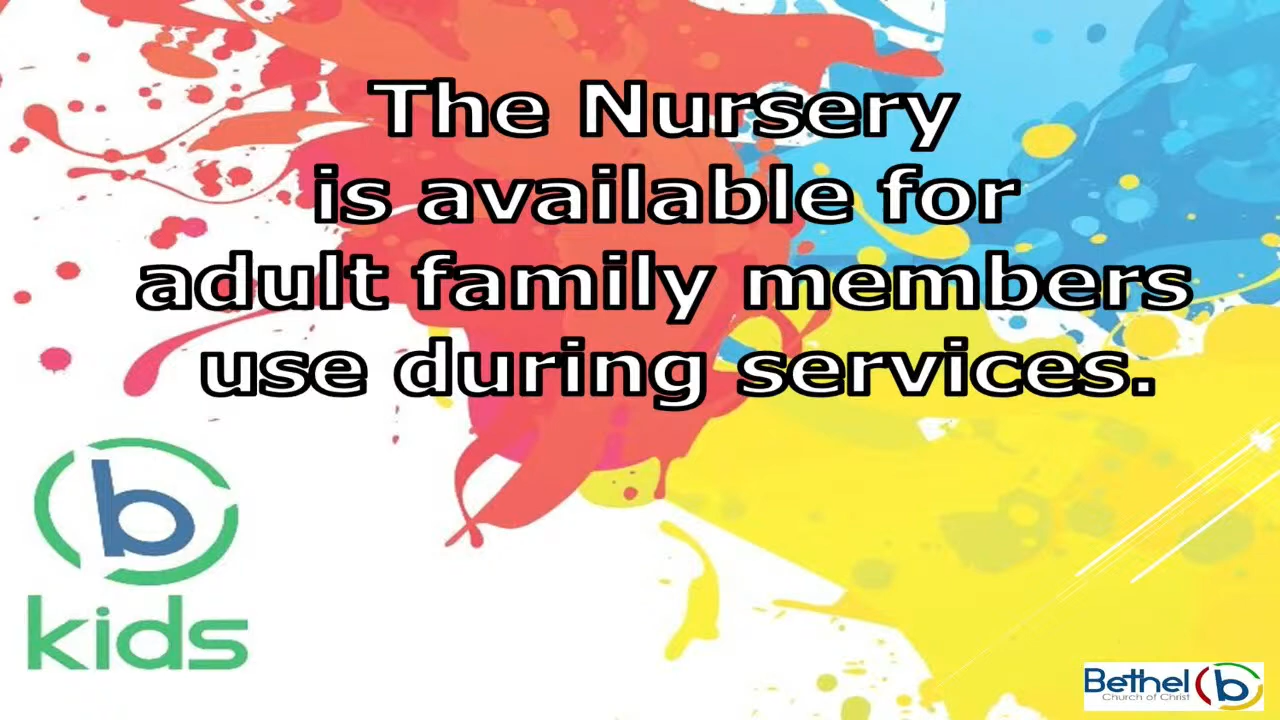 The Nursery
is available for
adult family members
use during services.
b
kids
Bethel b
Church of Christ